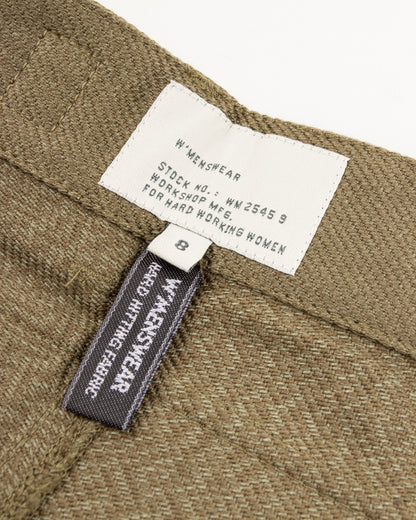 W'MENSWEAR
STOCK NO.: WM 2545 9
WORKSHOP MFG.
FOR HARD WORKING WOMEN
8
W'MENSWEAR
HARD HITTING FABRIC